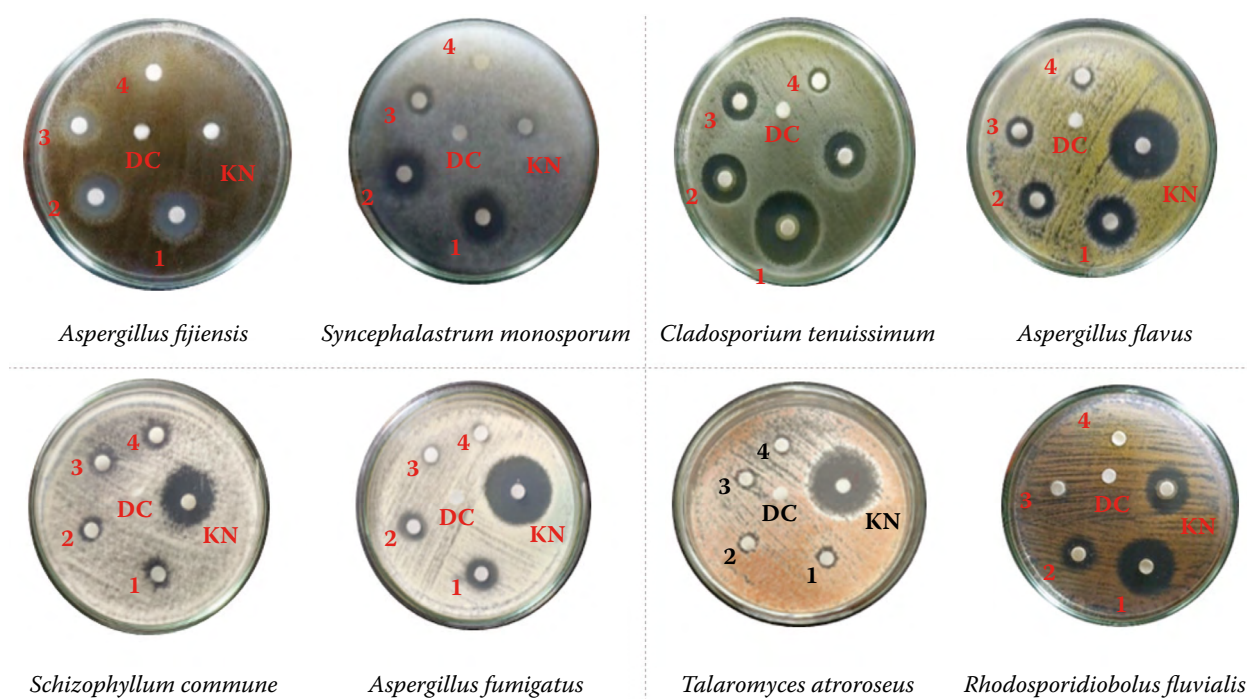 4
3
DC
KN
2
1
4
3
DC
KN
2
1
4
3
DC
2
1
4
3
DC
KN
2
1
Aspergillus fijiensis
Syncephalastrum monosporum
Cladosporium tenuissimum
Aspergillus flavus
4
3
DC
KN
2
1
4
3
DC
KN
2
1
4
3
DC
KN
2
1
4
3
DC
KN
2
1
Schizophyllum commune
Aspergillus fumigatus
Talaromyces atroroseus
Rhodosporidiobolus fluvialis